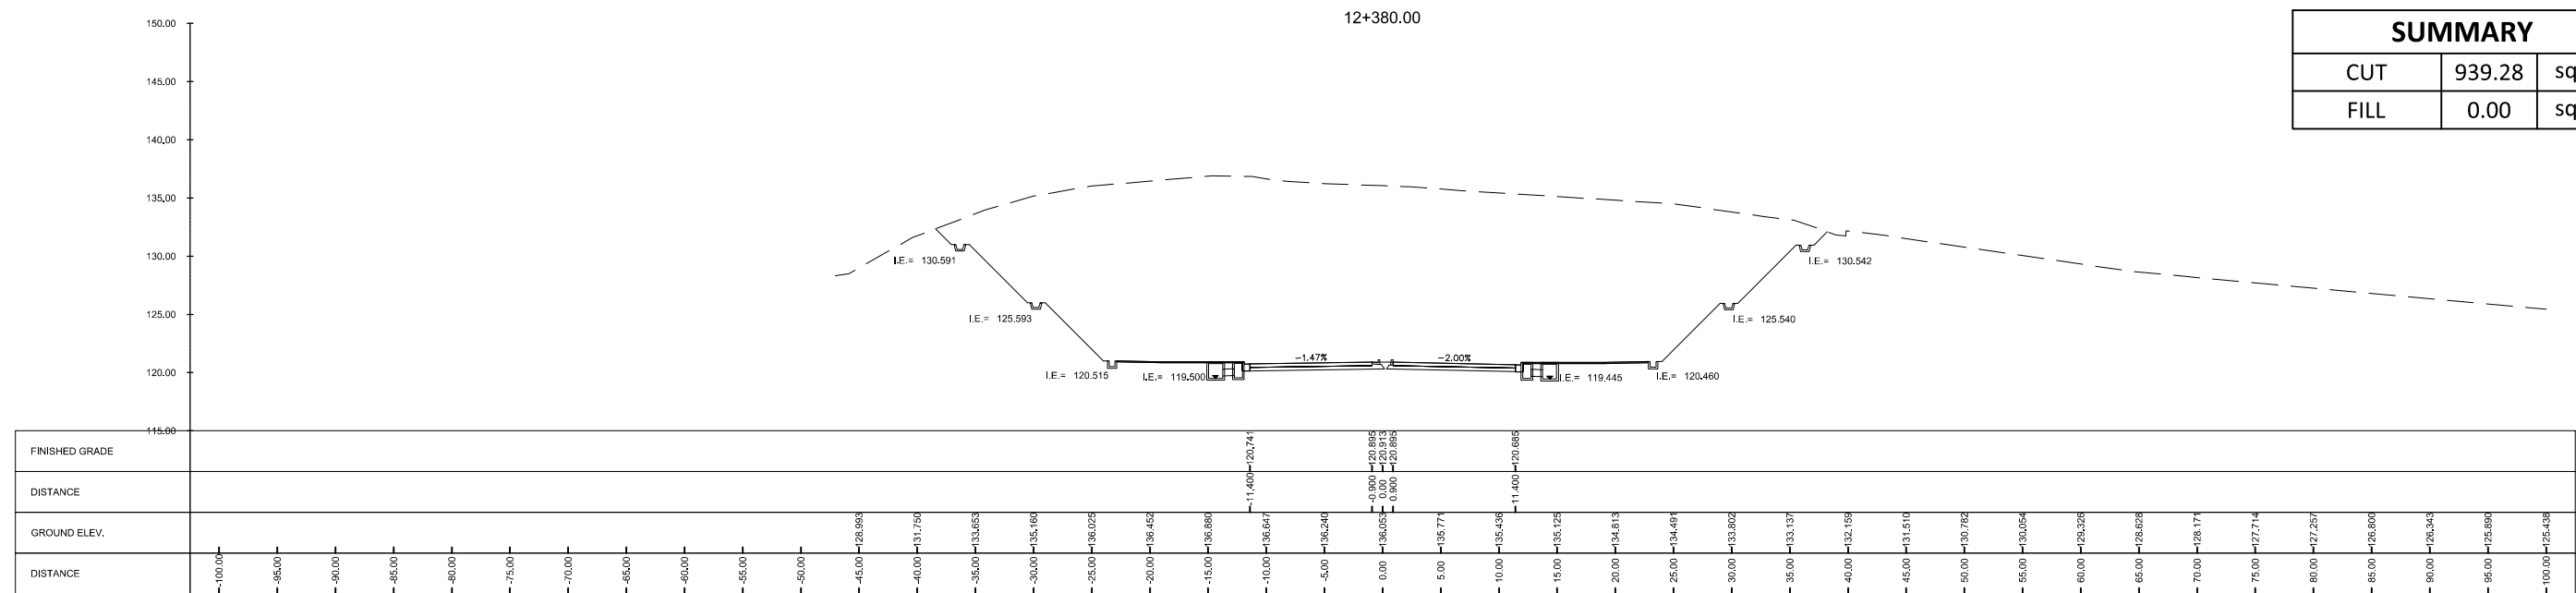 12+380.00
SUMMARY
CUT 939.28 sq
FILL 0.00 sq
150.00
145.00
140.00
135.00
130.00
125.00
120.00
115.00
I.E.= 130.591
I.E.= 130.542
I.E.= 125.593
I.E.= 125.540
-1.47% -2.00%
I.E.= 120.515 I.E.= 119.500 I.E.= 119.445 I.E.= 120.460
FINISHED GRADE 120.741 120.895 120.913 120.895 120.685
DISTANCE -11.400 -0.900 0.00 0.900 11.400
GROUND ELEV. 128.993 131.750 133.653 135.160 136.025 136.452 136.880 136.647 136.240 136.053 135.771 135.436 135.125 134.813 134.491 133.802 133.137 132.159 131.510 130.782 130.054 129.326 128.628 128.171 127.714 127.257 126.800 126.343 125.890 125.438
DISTANCE -100.00 -95.00 -90.00 -85.00 -80.00 -75.00 -70.00 -65.00 -60.00 -55.00 -50.00 -45.00 -40.00 -35.00 -30.00 -25.00 -20.00 -15.00 -10.00 -5.00 0.00 5.00 10.00 15.00 20.00 25.00 30.00 35.00 40.00 45.00 50.00 55.00 60.00 65.00 70.00 75.00 80.00 85.00 90.00 95.00 100.00